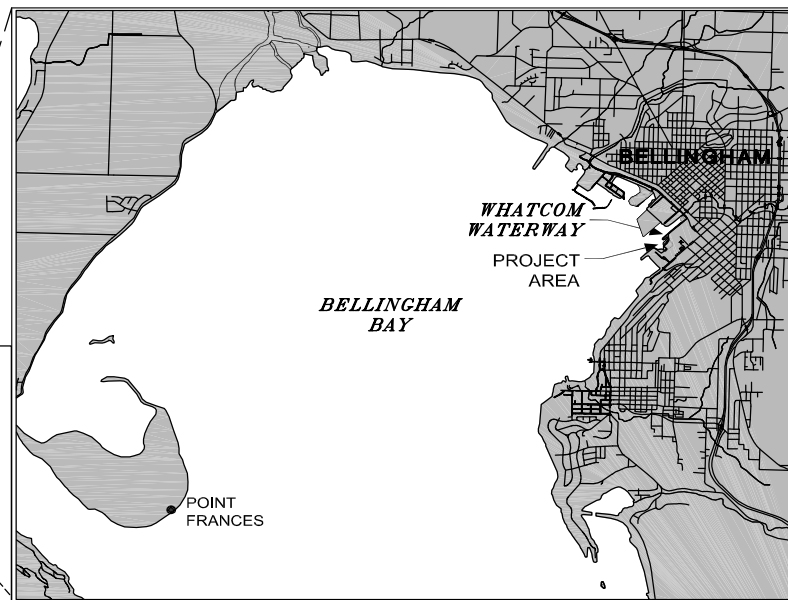 BELLINGHAM
WHATCOM
WATERWAY
PROJECT
AREA
BELLINGHAM
BAY
POINT
FRANCES